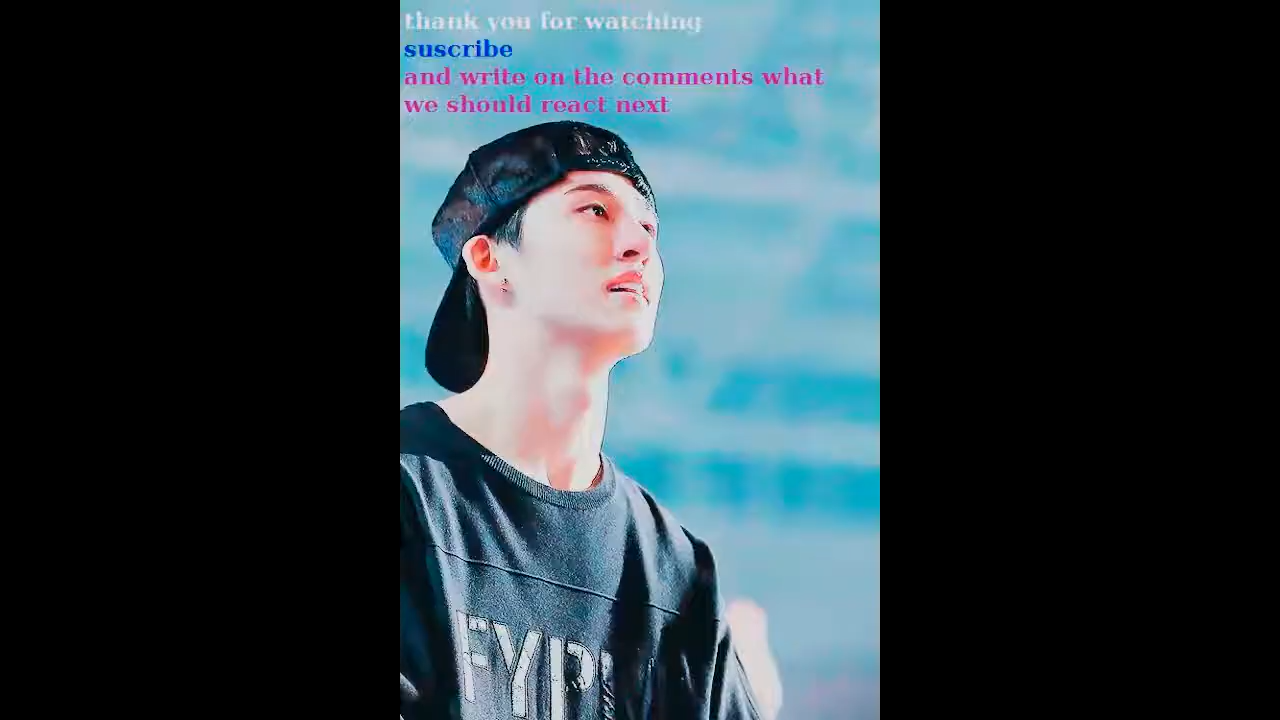 thank you for watching
suscribe
and write on the comments what
we should react next